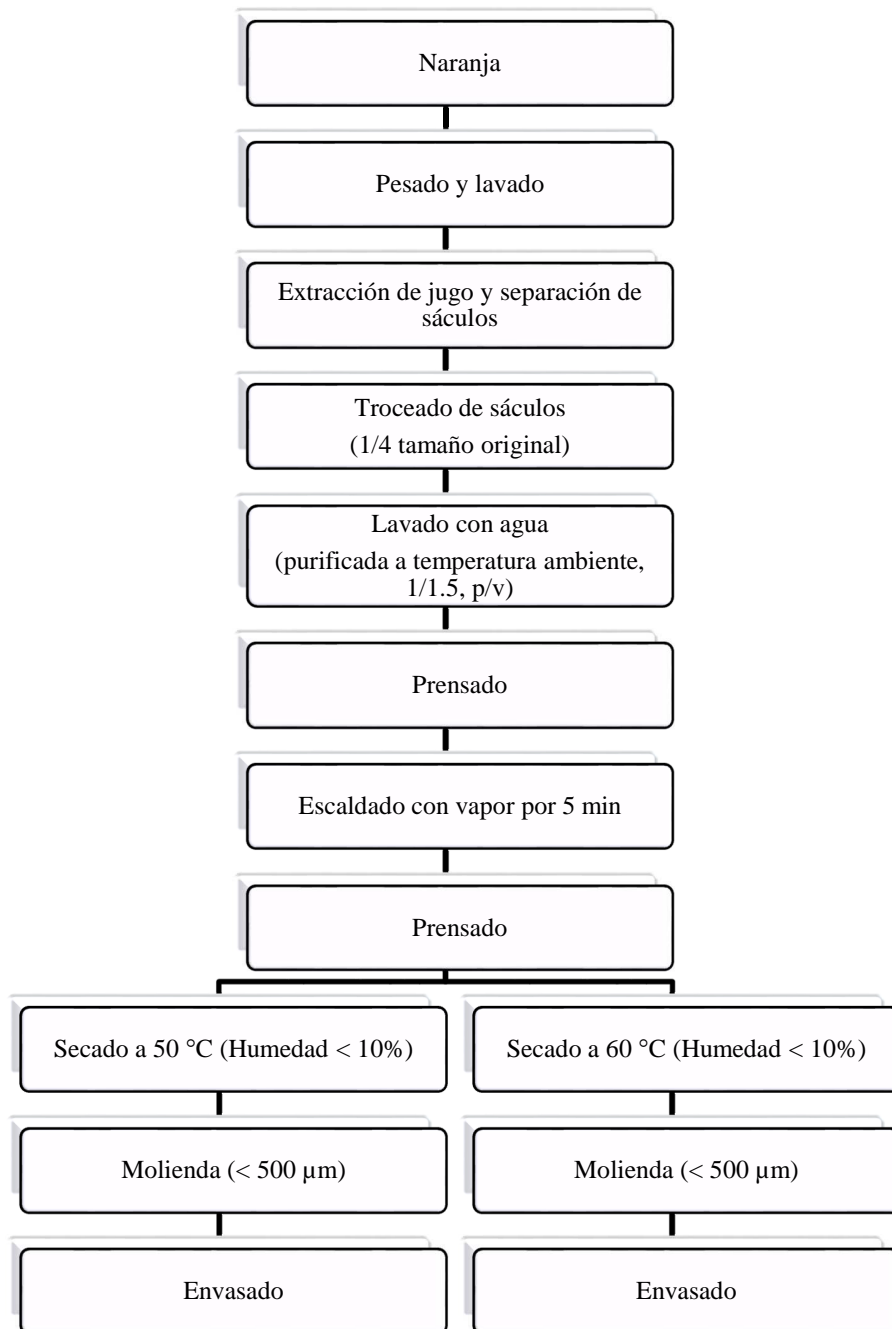 Naranja
Pesado y lavado
Extracción de jugo y separación de
sáculos
Troceado de sáculos
(1/4 tamaño original)
Lavado con agua
(purificada a temperatura ambiente,
1/1.5, p/v)
Prensado
Escaldado con vapor por 5 min
Prensado
Secado a 50 °C (Humedad < 10%)
Secado a 60 °C (Humedad < 10%)
Molienda (< 500 µm)
Molienda (< 500 µm)
Envasado
Envasado